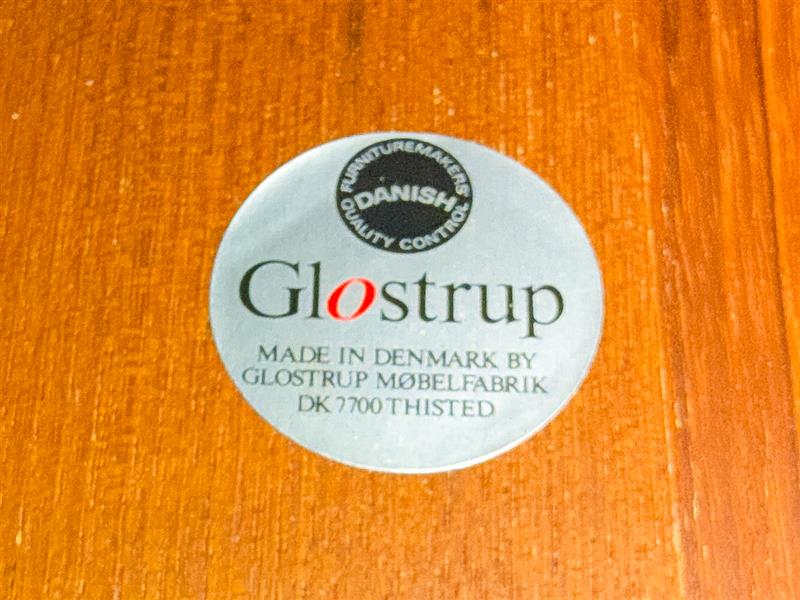 FURNITUREMAKERS'
DANISH
QUALITY CONTROL
Glostrup
MADE IN DENMARK BY
GLOSTRUP MØBELFABRIK
DK 7700 THISTED